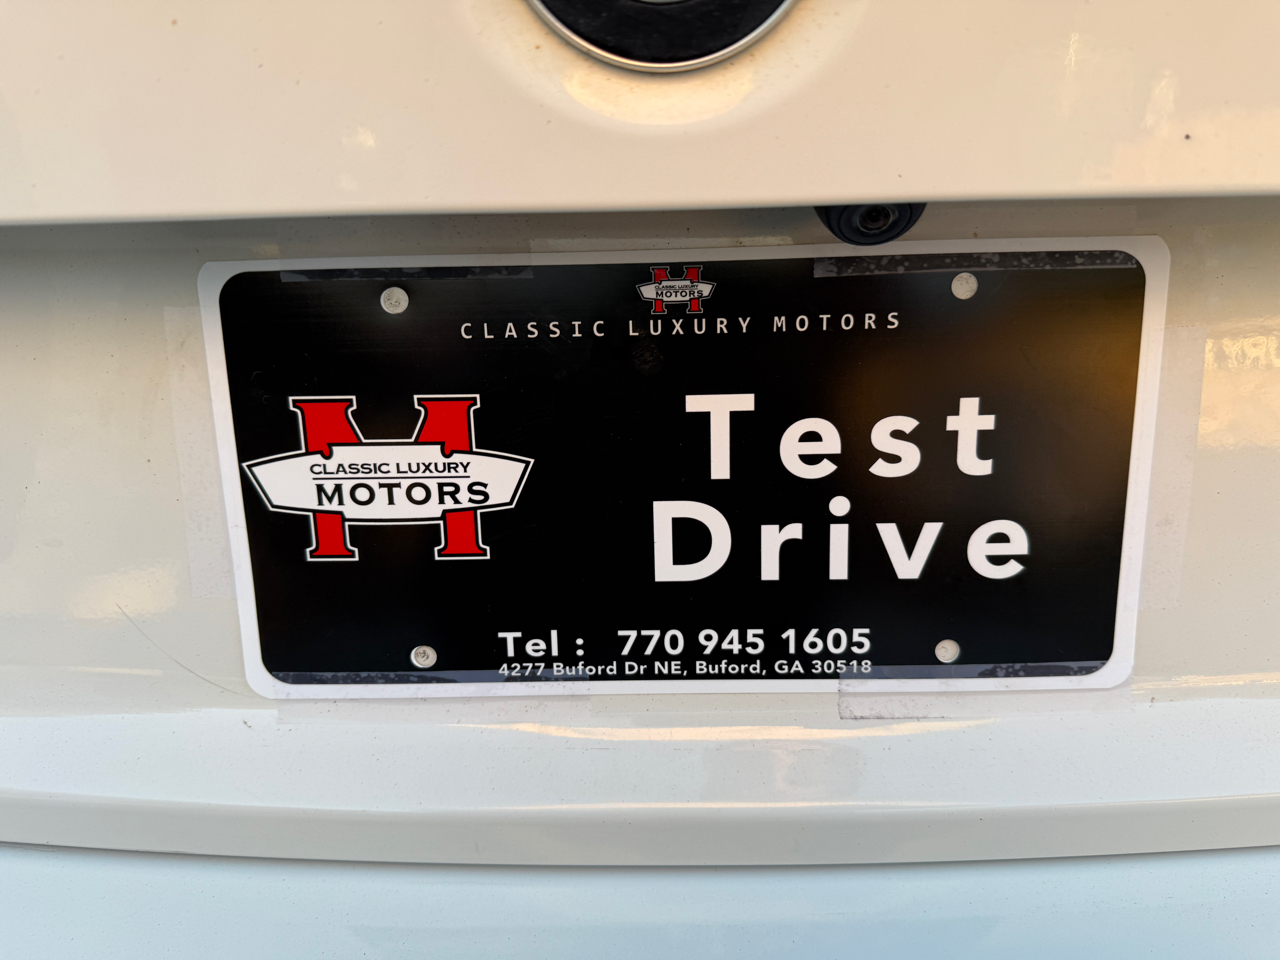 CLASSIC LUXURY
MOTORS
CLASSIC LUXURY MOTORS
CLASSIC LUXURY
MOTORS
Test
Drive
Tel : 770 945 1605
4277 Buford Dr NE, Buford, GA 30518